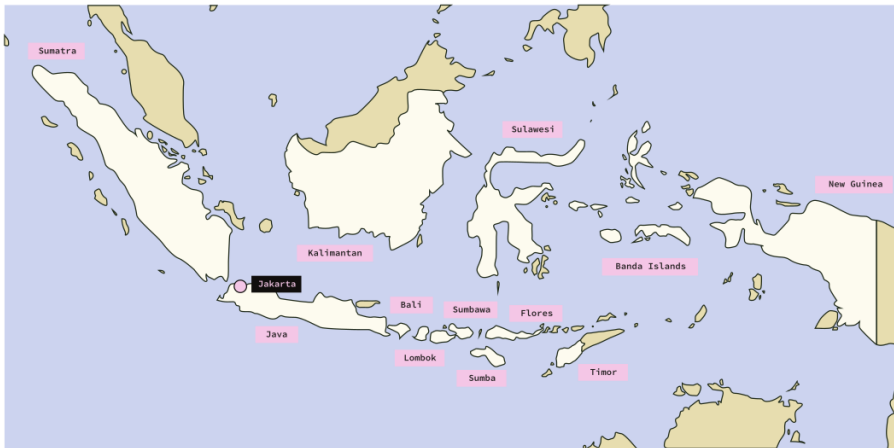 Sumatra
Sulawesi
New Guinea
Kalimantan
Banda Islands
Jakarta
Bali
Sumbawa
Flores
Java
Lombok
Sumba
Timor